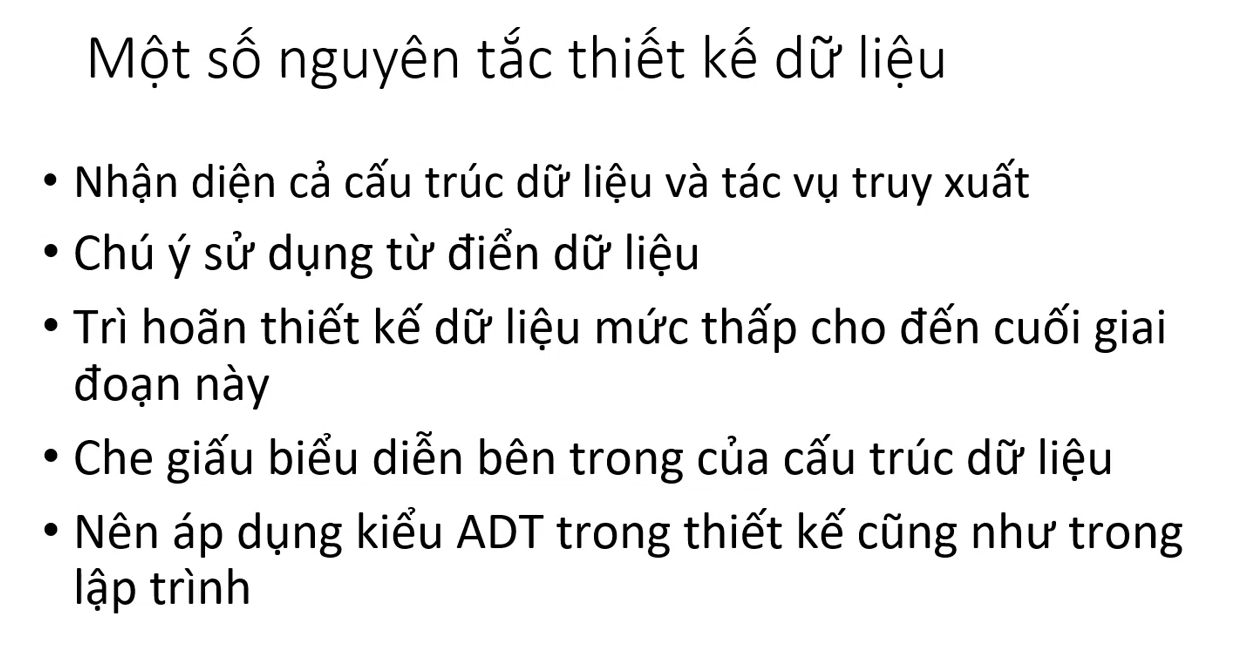 Một số nguyên tắc thiết kế dữ liệu
• Nhận diện cả cấu trúc dữ liệu và tác vụ truy xuất
• Chú ý sử dụng từ điển dữ liệu
• Trì hoãn thiết kế dữ liệu mức thấp cho đến cuối giai
đoạn này
• Che giấu biểu diễn bên trong của cấu trúc dữ liệu
• Nên áp dụng kiểu ADT trong thiết kế cũng như trong
lập trình